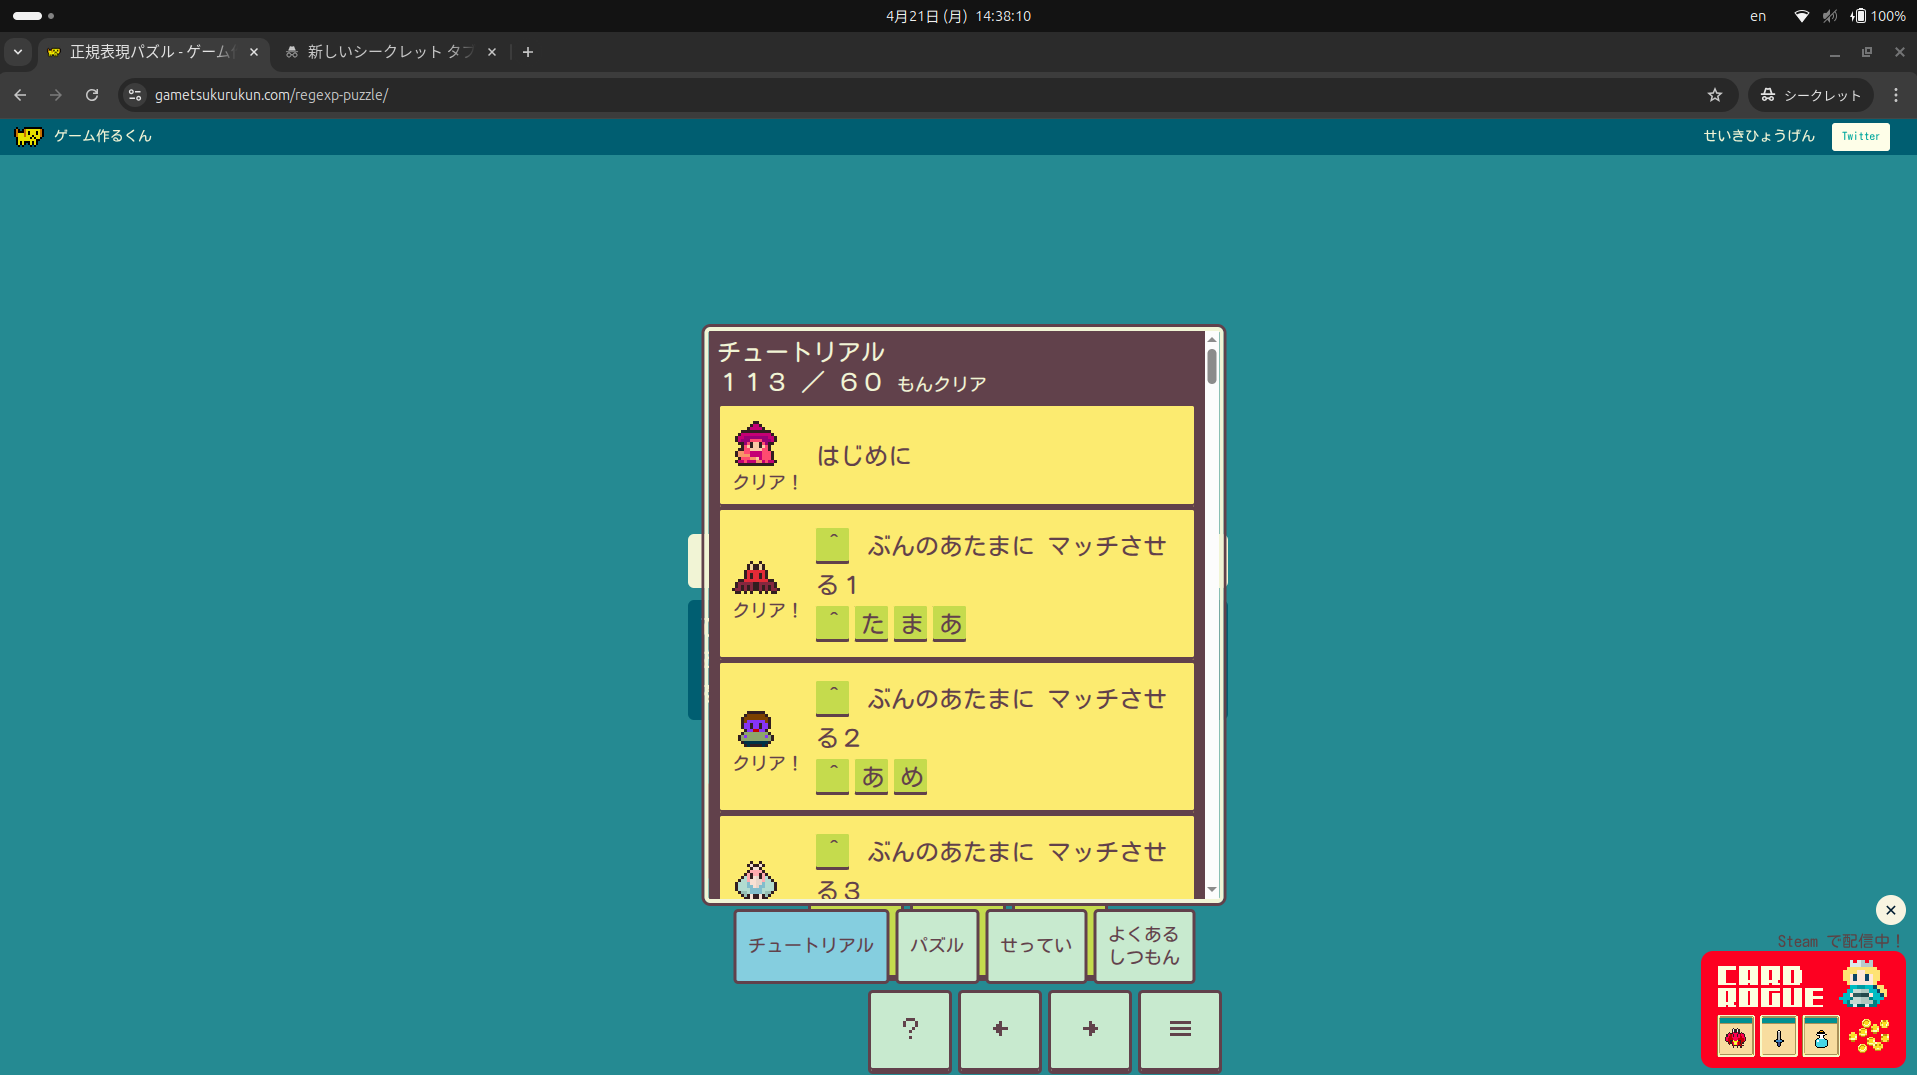 4月21日 (月) 14:38:10
en
100%
正規表現パズル - ゲーム
新しいシークレット タブ
gametsukurukun.com/regexp-puzzle/
シークレット
ゲーム作るくん
せいきひょうげん
Twitter
チュートリアル
113 ／ 60 もんクリア
クリア！
はじめに
^ ぶんのあたまに マッチさせ
る１
クリア！
^ た ま あ
^ ぶんのあたまに マッチさせ
る２
クリア！
^ あ め
^ ぶんのあたまに マッチさせ
る３
チュートリアル
パズル
せってい
よくある
しつもん
?
Steam で配信中！
CARD
ROGUE